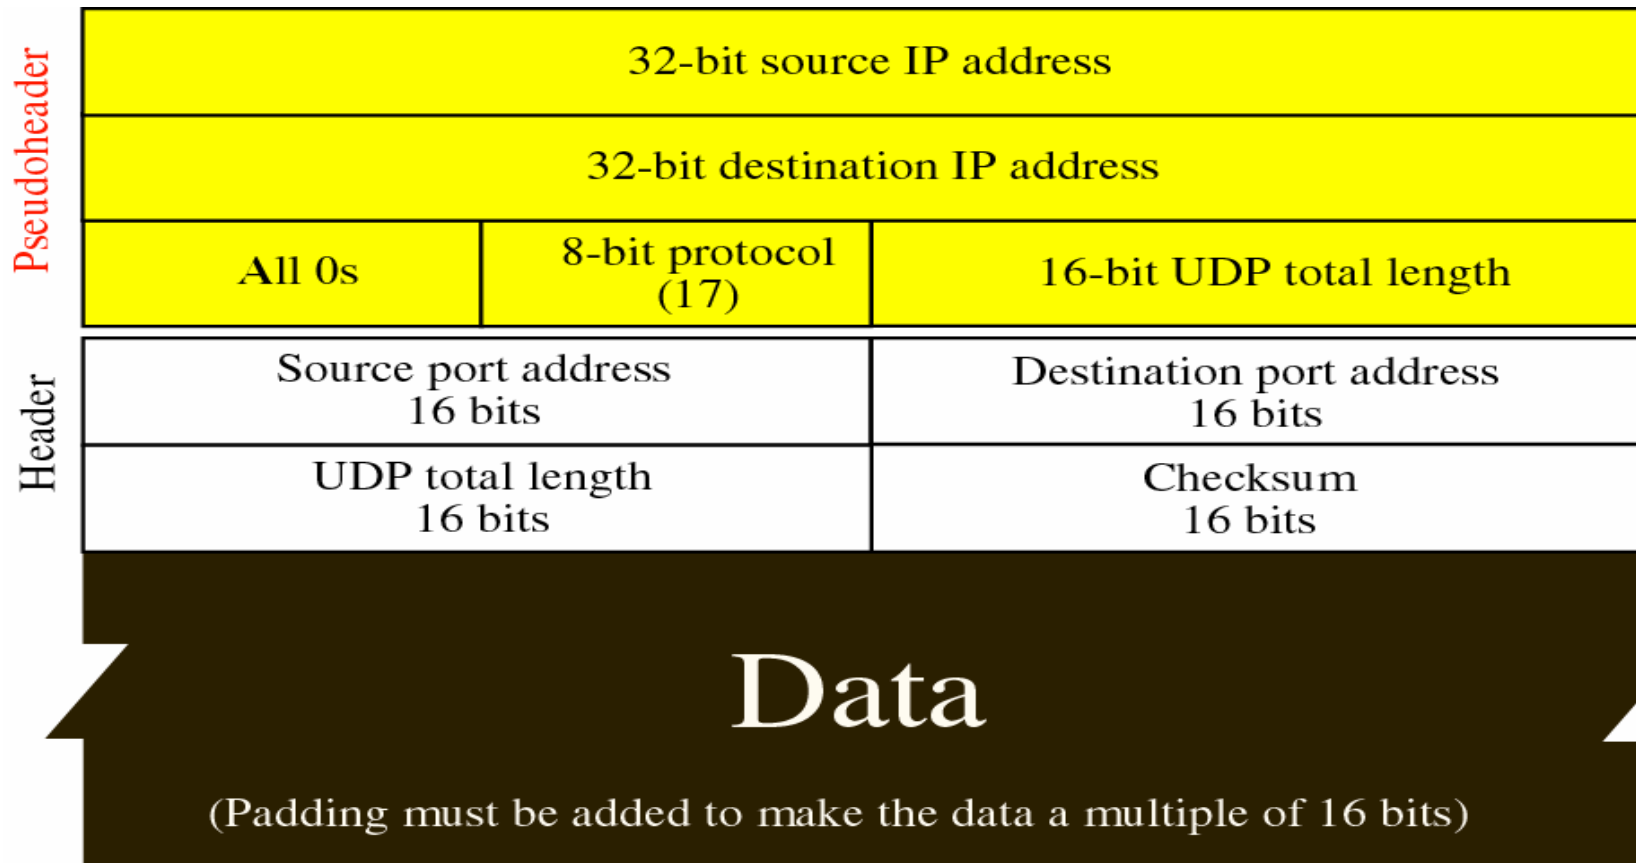 Pseudoheader
32-bit source IP address
32-bit destination IP address
All 0s
8-bit protocol
(17)
16-bit UDP total length
Header
Source port address
16 bits
Destination port address
16 bits
UDP total length
16 bits
Checksum
16 bits
Data
(Padding must be added to make the data a multiple of 16 bits)